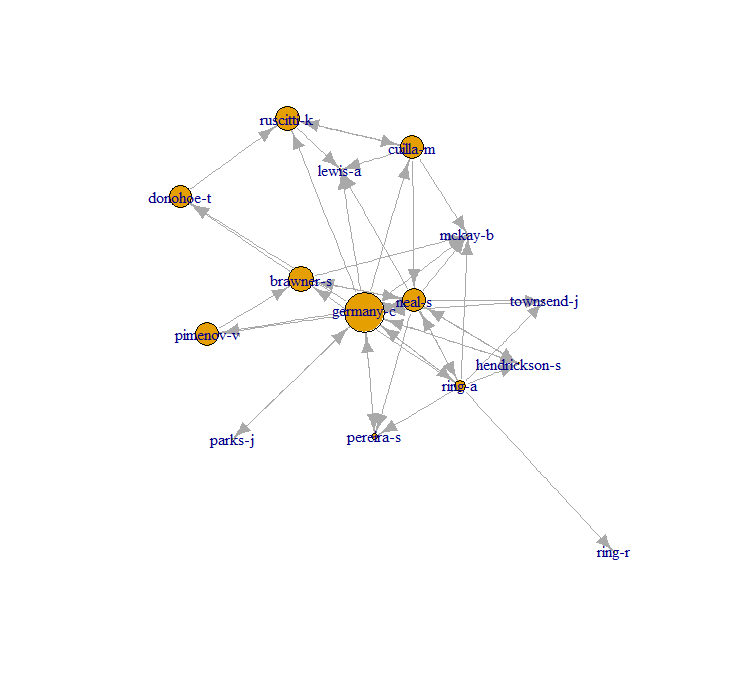 ruscitti-k
cuilla-m
lewis-a
donohoe-t
mckay-b
brawner-s
neal-s
townsend-j
germany-c
pimenov-v
hendrickson-s
ring-a
parks-j
pereira-s
ring-r